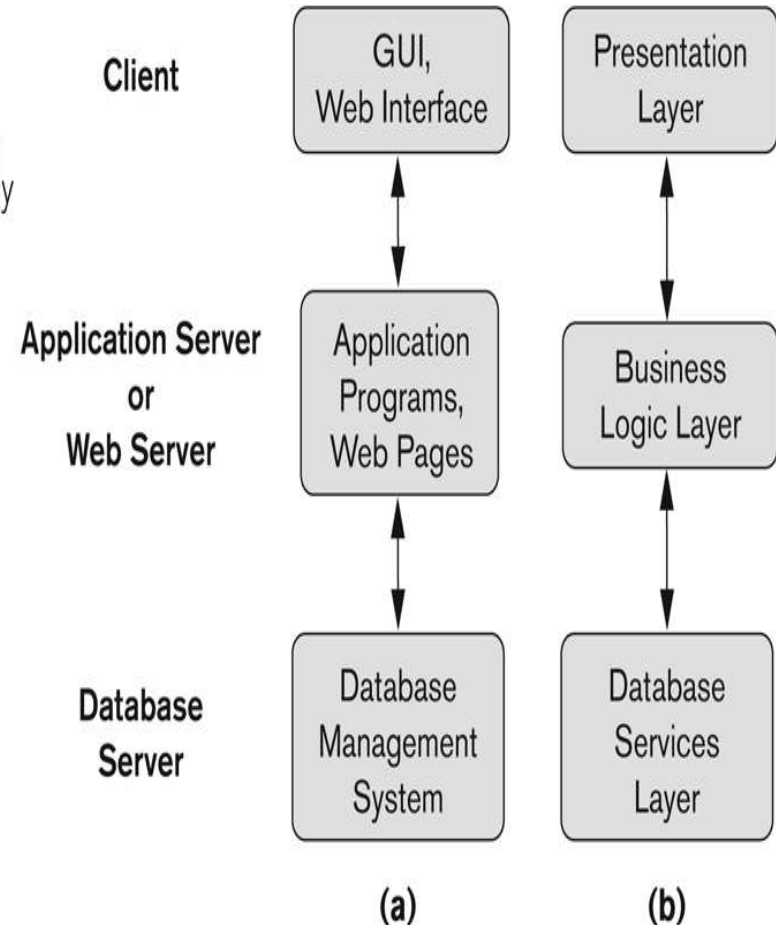 Client
GUI,
Web Interface
Presentation
Layer
y
Application Server
or
Web Server
Application
Programs,
Web Pages
Business
Logic Layer
Database
Server
Database
Management
System
Database
Services
Layer
(a)
(b)